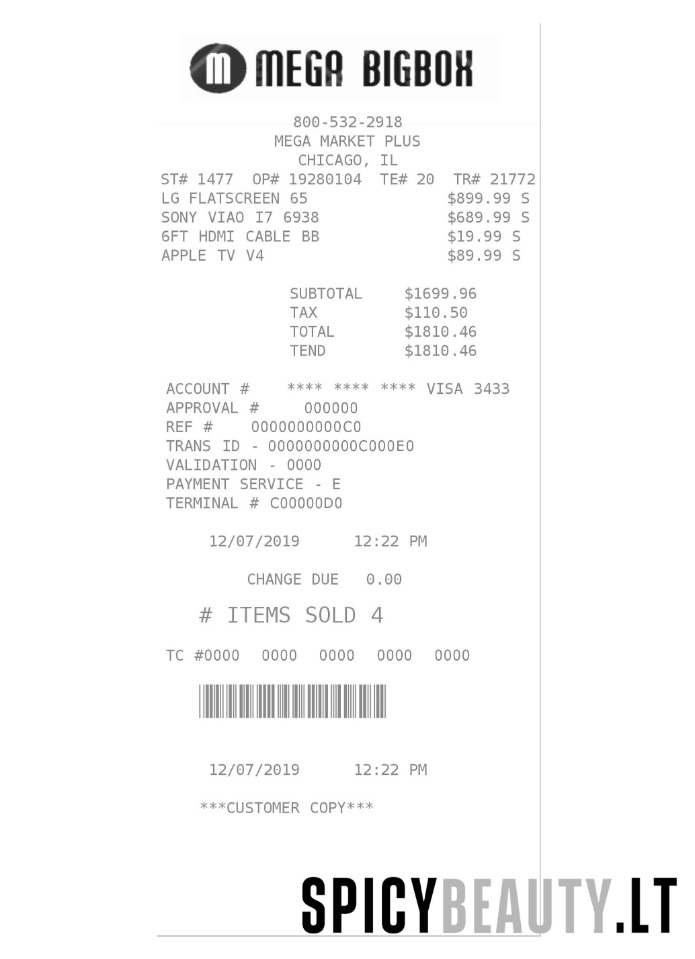 m MEGA BIGBOX
800-532-2918
MEGA MARKET PLUS
CHICAGO, IL
ST# 1477 OP# 19280104 TE# 20 TR# 21772
LG FLATSCREEN 65 $899.99 S
SONY VIAO I7 6938 $689.99 S
6FT HDMI CABLE BB $19.99 S
APPLE TV V4 $89.99 S
SUBTOTAL $1699.96
TAX $110.50
TOTAL $1810.46
TEND $1810.46
ACCOUNT # **** **** **** VISA 3433
APPROVAL # 000000
REF # 0000000000C0
TRANS ID - 0000000000C000E0
VALIDATION - 0000
PAYMENT SERVICE - E
TERMINAL # C00000D0
12/07/2019 12:22 PM
CHANGE DUE 0.00
# ITEMS SOLD 4
TC #0000 0000 0000 0000 0000
12/07/2019 12:22 PM
***CUSTOMER COPY***
SPICYBEAUTY.LT